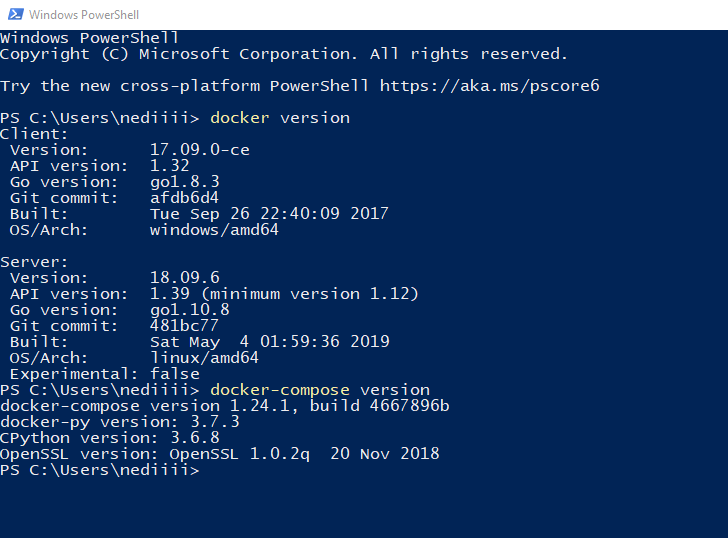 Windows PowerShell
Windows PowerShell
Copyright (C) Microsoft Corporation. All rights reserved.
Try the new cross-platform PowerShell https://aka.ms/pscore6
PS C:\Users\nediiii> docker version
Client:
 Version:      17.09.0-ce
 API version:  1.32
 Go version:   go1.8.3
 Git commit:   afdb6d4
 Built:        Tue Sep 26 22:40:09 2017
 OS/Arch:      windows/amd64
Server:
 Version:      18.09.6
 API version:  1.39 (minimum version 1.12)
 Go version:   go1.10.8
 Git commit:   481bc77
 Built:        Sat May  4 01:59:36 2019
 OS/Arch:      linux/amd64
 Experimental: false
PS C:\Users\nediiii> docker-compose version
docker-compose version 1.24.1, build 4667896b
docker-py version: 3.7.3
CPython version: 3.6.8
OpenSSL version: OpenSSL 1.0.2q  20 Nov 2018
PS C:\Users\nediiii>